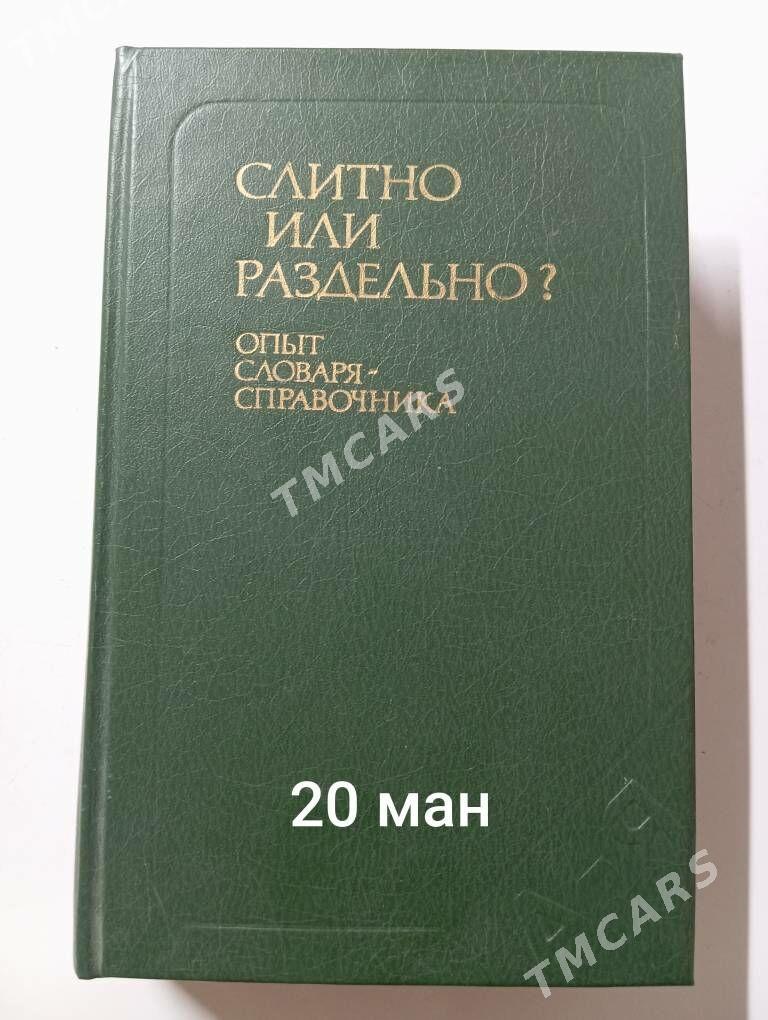 СЛИТНО
ИЛИ
РАЗДЕЛЬНО?
ОПЫТ
СЛОВАРЯ-
СПРАВОЧНИКА
TMCARS
20 ман
TMCARS